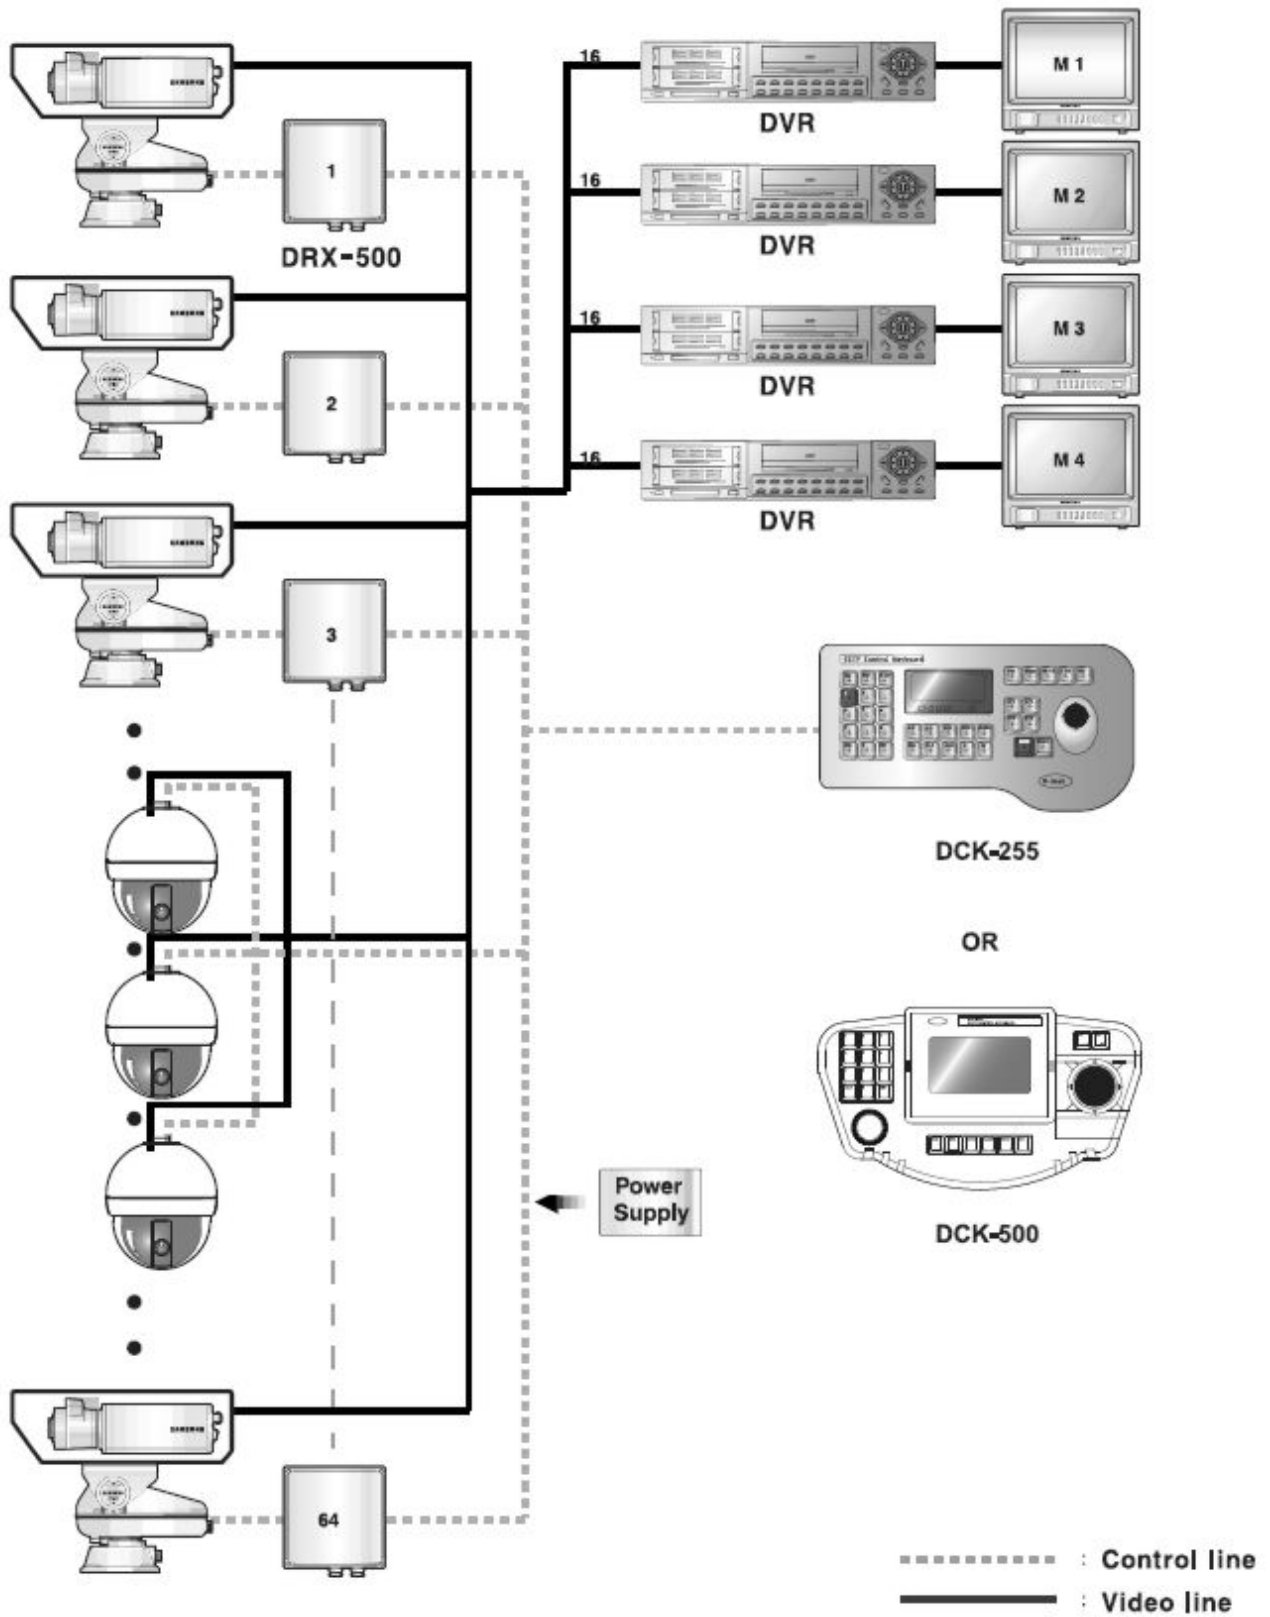 16
M 1
DVR
1
16
M 2
DRX-500
DVR
16
M 3
2
DVR
16
M 4
DVR
3
DCK-255
OR
Power
Supply
DCK-500
64
: Control line
: Video line